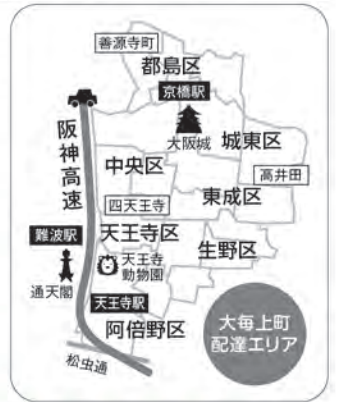 善源寺町
都島区
京橋駅
大阪城
城東区
阪神高速
中央区
高井田
四天王寺
東成区
難波駅
天王寺区
生野区
通天閣
天王寺
動物園
天王寺駅
阿倍野区
大毎上町
配達エリア
松虫通